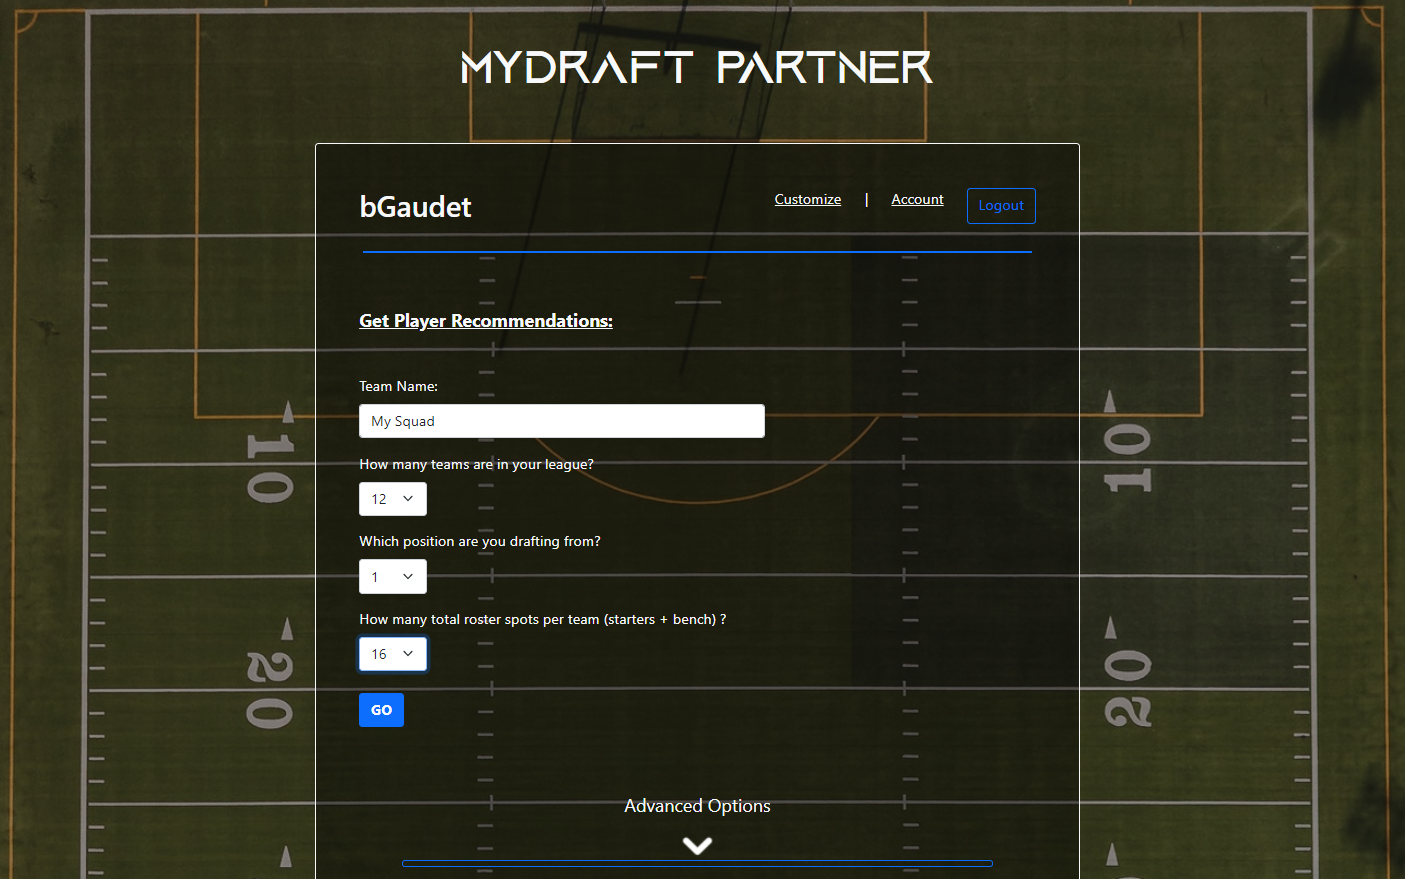 MYDRAFT PARTNER
bGaudet
Customize | Account Logout
Get Player Recommendations:
Team Name:
My Squad
How many teams are in your league?
12
Which position are you drafting from?
1
How many total roster spots per team (starters + bench) ?
16
GO
Advanced Options
10
10
20
20